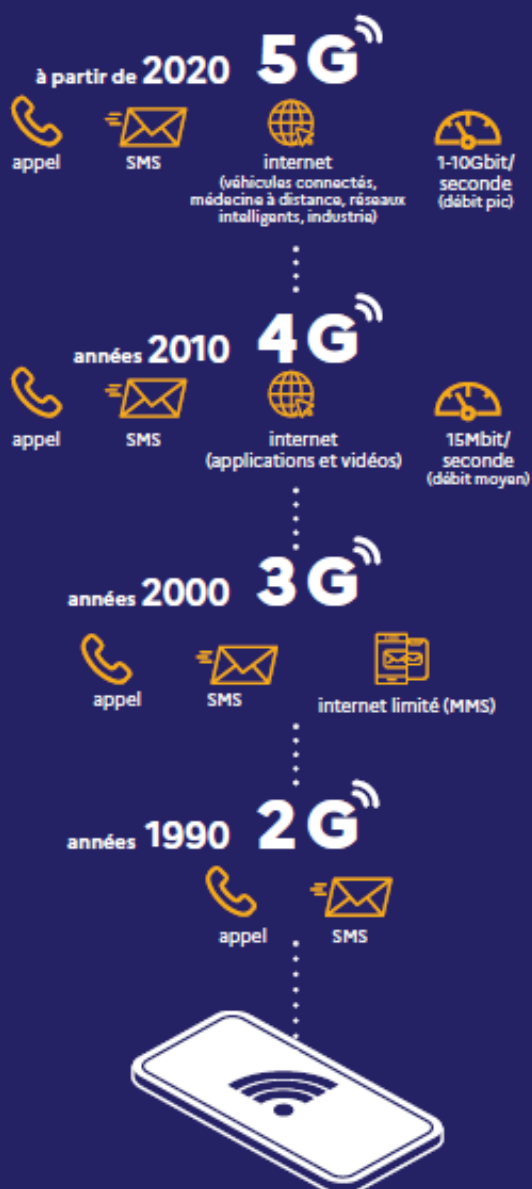 à partir de 2020 5G
appel
SMS
internet
(véhicules connectés,
médecine à distance, réseaux
intelligents, industrie)
1-10Gbit/
seconde
(débit pic)
années 2010 4G
appel
SMS
internet
(applications et vidéos)
15Mbit/
seconde
(débit moyen)
années 2000 3G
appel
SMS
internet limité (MMS)
années 1990 2G
appel
SMS